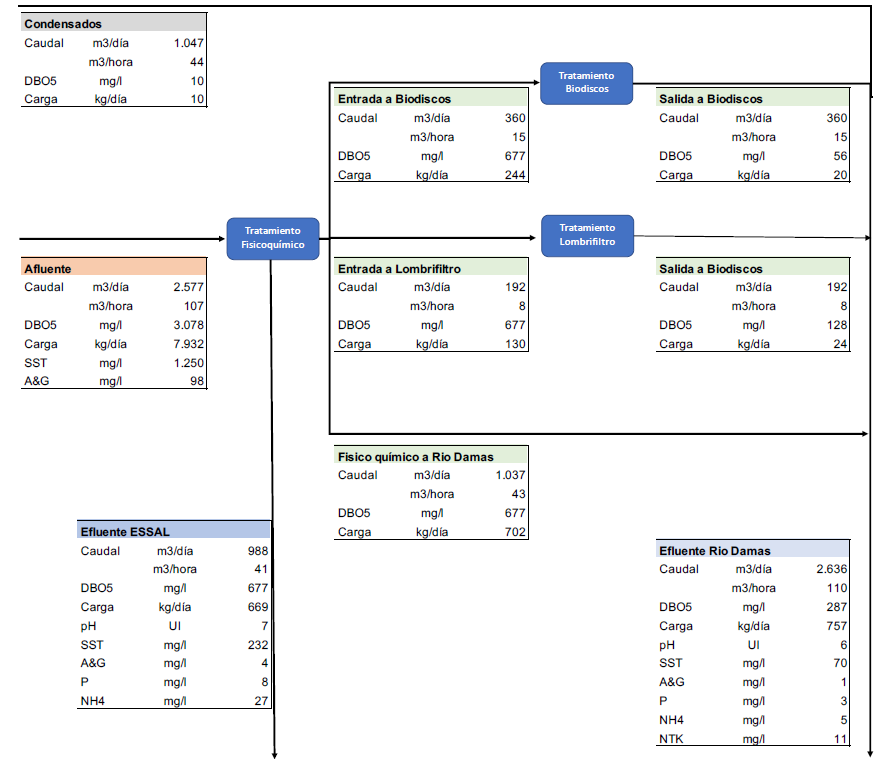 Condensados
Caudal m3/día 1.047
m3/hora 44
DBO5 mg/l 10
Carga kg/día 10
Tratamiento
Biodiscos
Entrada a Biodiscos
Caudal m3/día 360
m3/hora 15
DBO5 mg/l 677
Carga kg/día 244
Salida a Biodiscos
Caudal m3/día 360
m3/hora 15
DBO5 mg/l 56
Carga kg/día 20
Tratamiento
Fisicoquímico
Tratamiento
Lombrifiltro
Afluente
Caudal m3/día 2.577
m3/hora 107
DBO5 mg/l 3.078
Carga kg/día 7.932
SST mg/l 1.250
A&G mg/l 98
Entrada a Lombrifiltro
Caudal m3/día 192
m3/hora 8
DBO5 mg/l 677
Carga kg/día 130
Salida a Biodiscos
Caudal m3/día 192
m3/hora 8
DBO5 mg/l 128
Carga kg/día 24
Fisico químico a Rio Damas
Caudal m3/día 1.037
m3/hora 43
DBO5 mg/l 677
Carga kg/día 702
Efluente ESSAL
Caudal m3/día 988
m3/hora 41
DBO5 mg/l 677
Carga kg/día 669
pH UI 7
SST mg/l 232
A&G mg/l 4
P mg/l 8
NH4 mg/l 27
Efluente Rio Damas
Caudal m3/día 2.636
m3/hora 110
DBO5 mg/l 287
Carga kg/día 757
pH UI 6
SST mg/l 70
A&G mg/l 1
P mg/l 3
NH4 mg/l 5
NTK mg/l 11